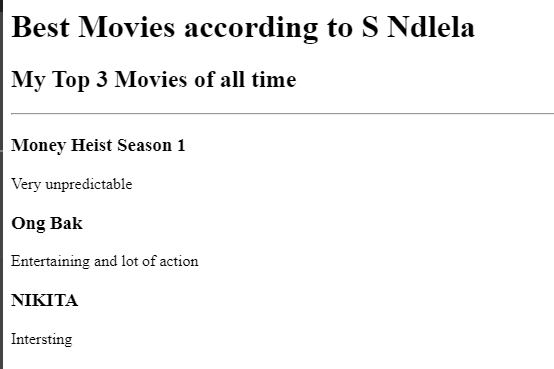 Best Movies according to S Ndlela
My Top 3 Movies of all time
Money Heist Season 1
Very unpredictable
Ong Bak
Entertaining and lot of action
NIKITA
Intersting